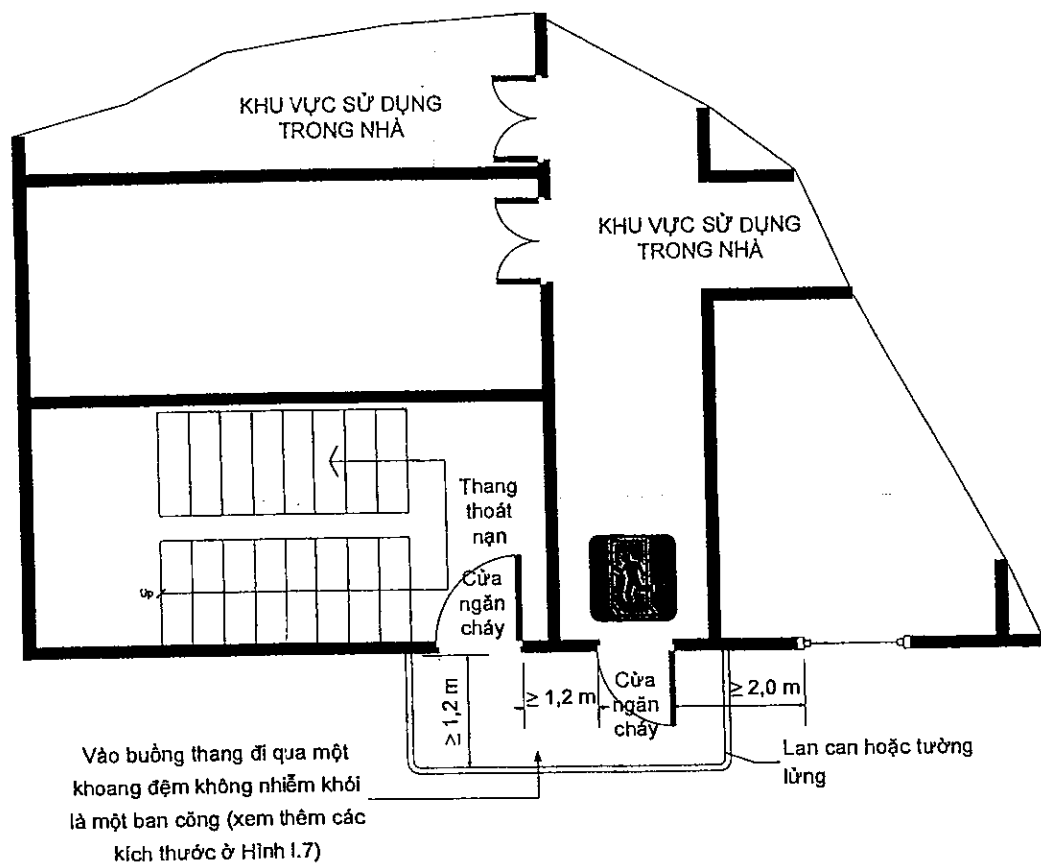 KHU VỰC SỬ DỤNG
TRONG NHÀ
KHU VỰC SỬ DỤNG
TRONG NHÀ
Thang
thoát
nạn
Up
Cửa
ngăn
cháy
≥ 1,2 m
≥ 1,2 m
Cửa
ngăn
cháy
≥ 2,0 m
Vào buồng thang đi qua một
khoang đệm không nhiễm khói
là một ban công (xem thêm các
kích thước ở Hình I.7)
Lan can hoặc tường
lửng